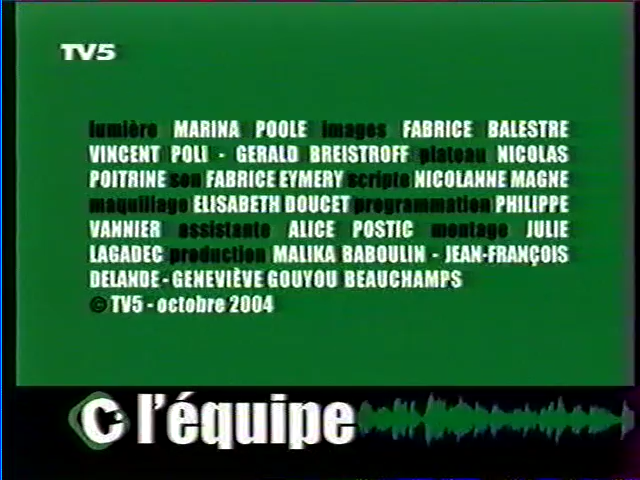 TV5
lumière MARINA POOLE images FABRICE BALESTRE
VINCENT POLI - GERALD BREISTROFF plateau NICOLAS
POITRINE son FABRICE EYMERY scripte NICOLANNE MAGNE
maquillage ELISABETH DOUCET programmation PHILIPPE
VANNIER assistante ALICE POSTIC montage JULIE
LAGADEC production MALIKA BABOULIN - JEAN-FRANÇOIS
DELANDE - GENEVIÈVE GOUYOU BEAUCHAMPS
© TV5 - octobre 2004
C l'équipe